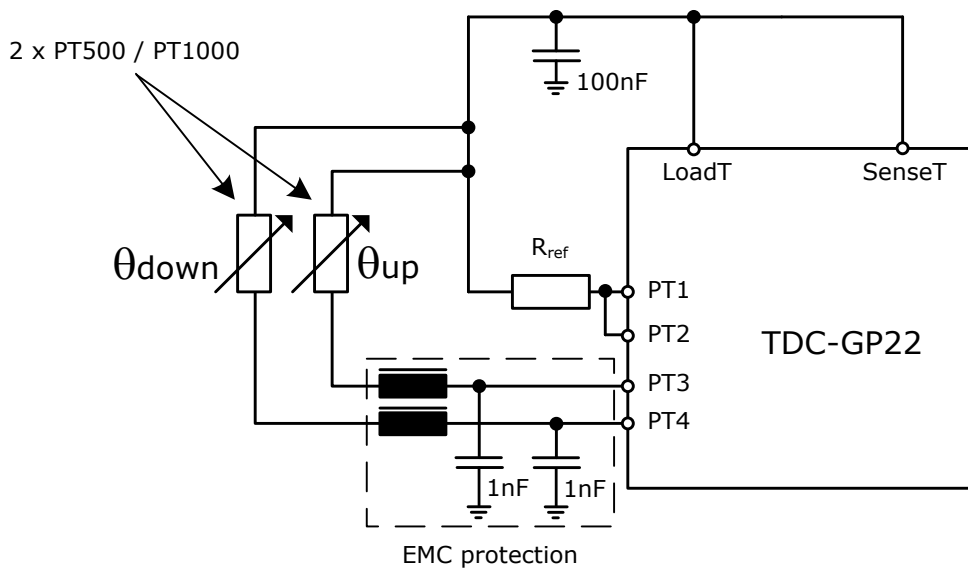 2 x PT500 / PT1000
100nF
LoadT
SenseT
θdown
θup
Rref
PT1
PT2
TDC-GP22
PT3
PT4
1nF
1nF
EMC protection